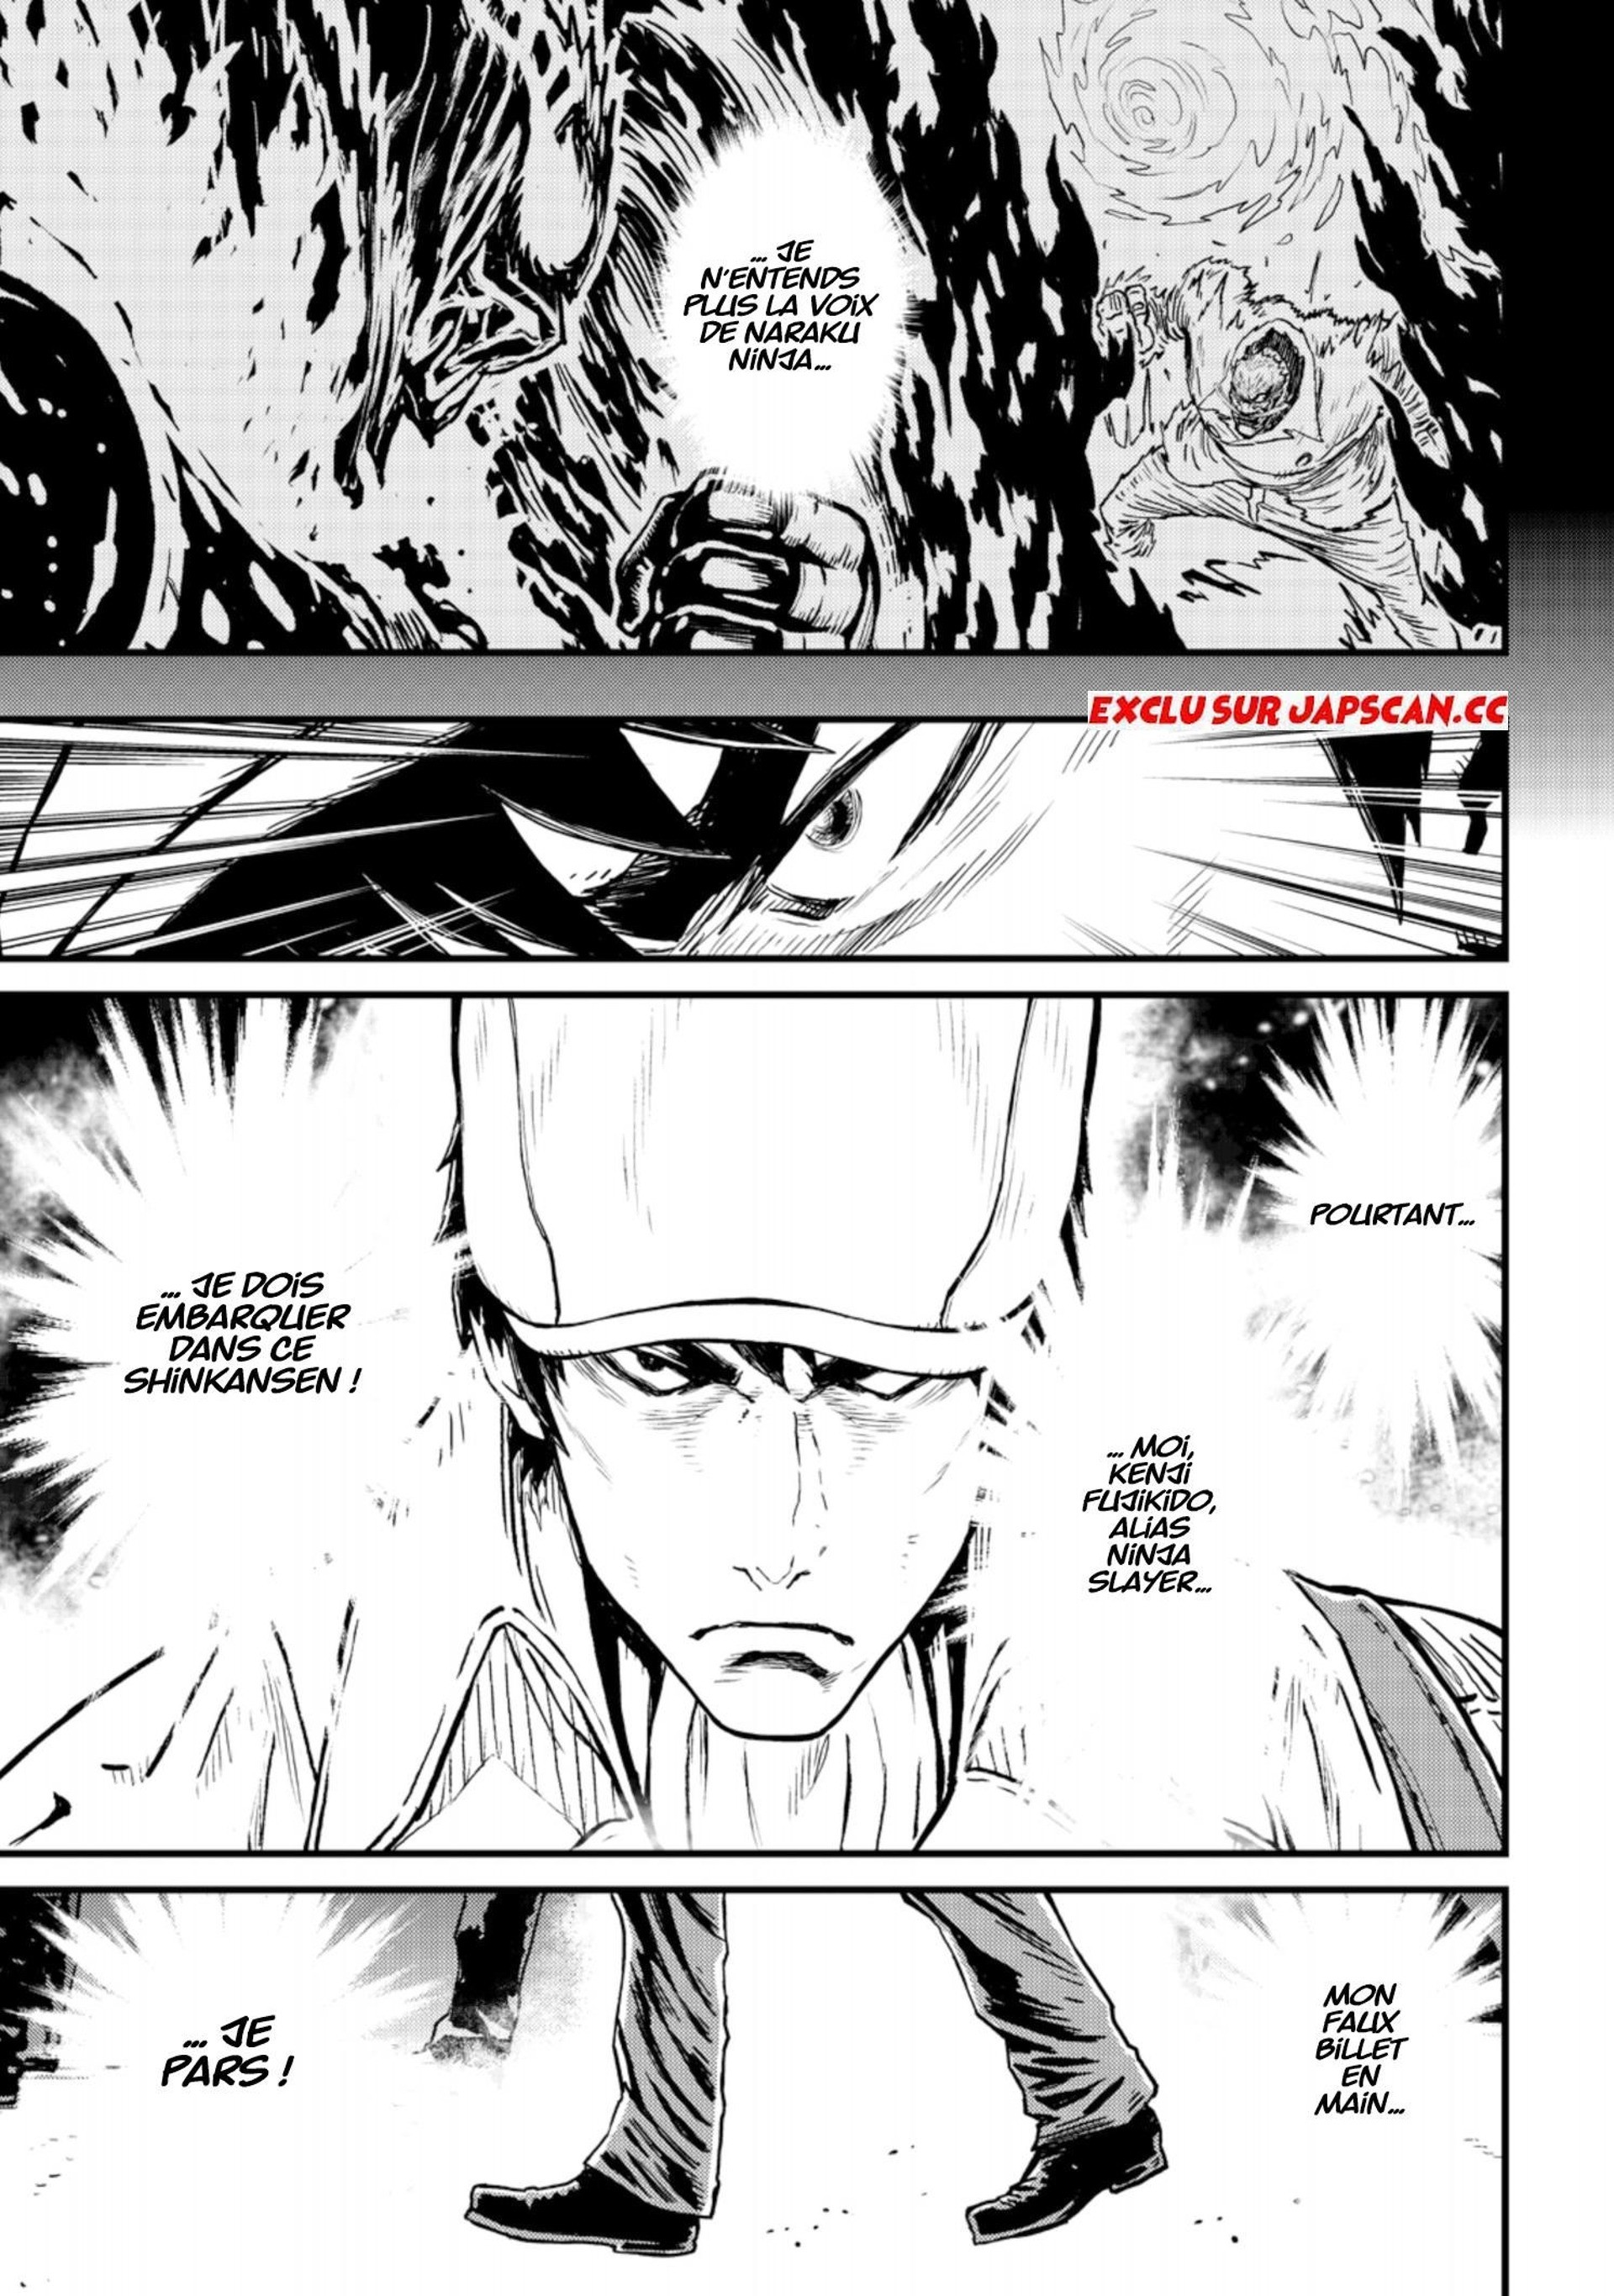 ... JE
N'ENTENDS
PLUS LA VOIX
DE NARAKU
NINJA...
EXCLU SUR JAPSCAN.CC
POURTANT...
... MOI,
KENJI
FUJIKIDO,
ALIAS
NINJA
SLAYER...
... JE DOIS
EMBARQUER
DANS CE
SHINKANSEN !
MON
FAUX
BILLET
EN
MAIN...
... JE
PARS !